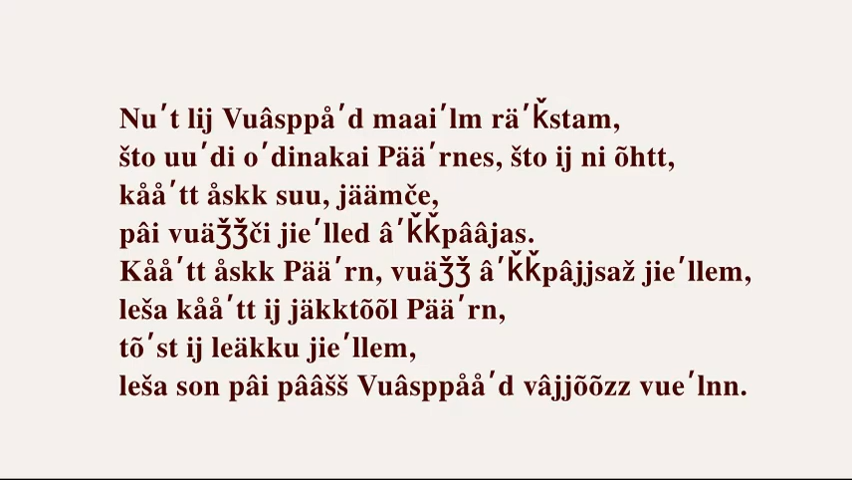 Nuʹt lij Vuâsppåʹd maaiʹlm räʹǩstam,
što uuʹdi oʹdinakai Pääʹrnes, što ij ni õhtt,
kååʹtt åskk suu, jäämče,
pâi vuäǯǯči jieʹlled âʹǩǩpââjas.
Kååʹtt åskk Pääʹrn, vuäǯǯ âʹǩǩpâjjsaž jieʹllem,
leša kååʹtt ij jäkktõõl Pääʹrn,
tõʹst ij leäkku jieʹllem,
leša son pâi pââšš Vuâsppååʹd vâjjõõzz vueʹlnn.